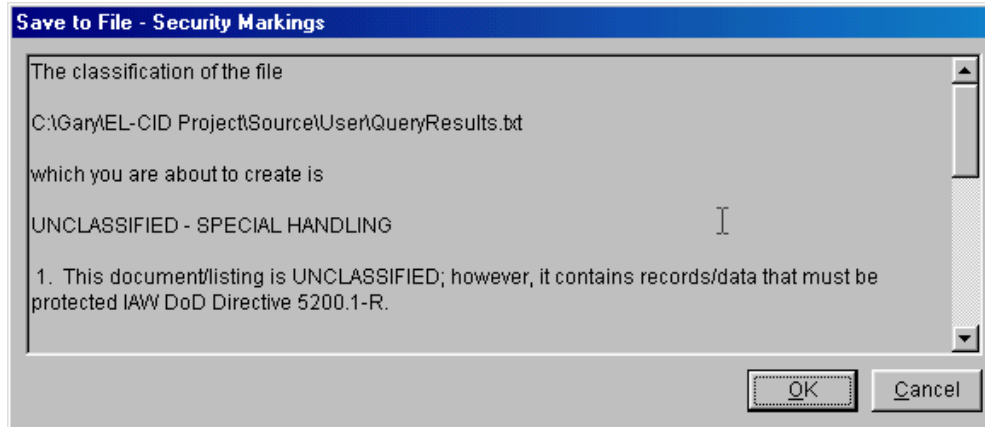 Save to File - Security Markings
The classification of the file
C:\Gary\EL-CID Project\Source\User\QueryResults.txt
which you are about to create is
UNCLASSIFIED - SPECIAL HANDLING
1. This document/listing is UNCLASSIFIED; however, it contains records/data that must be
protected IAW DoD Directive 5200.1-R.
OK Cancel